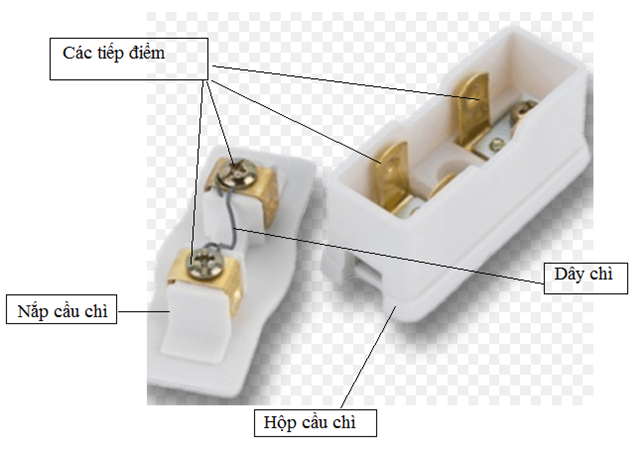 Các tiếp điểm
Dây chì
Nắp cầu chì
Hộp cầu chì